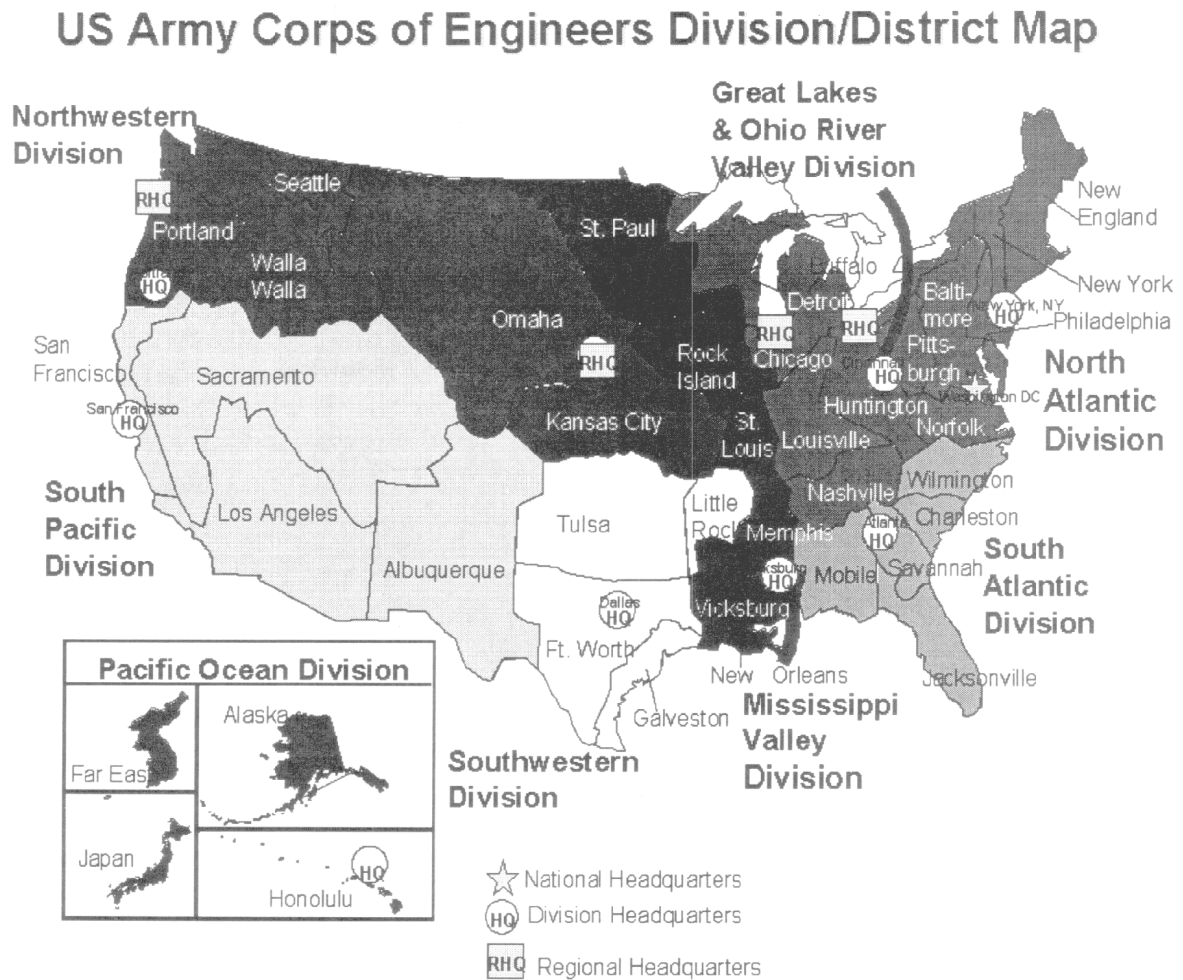 US Army Corps of Engineers Division/District Map
Great Lakes
& Ohio River
Valley Division
Northwestern
Division
Seattle
RHQ
Portland
HQ
Walla
Walla
St. Paul
New
England
Buffalo
New York
Detroit
Balti-
more
New York, NY
HQ
Philadelphia
Omaha
RHQ
Rock
Island
RHQ
Chicago
RHQ
Pitts-
burgh
HQ
San
Francisco
Sacramento
San Francisco
HQ
Kansas City
St.
Louis
Huntington
Louisville
Washington DC
Norfolk
North
Atlantic
Division
South
Pacific
Division
Los Angeles
Albuquerque
Tulsa
Little
Rock
Nashville
Memphis
Wilmington
Charleston
Atlanta
HQ
Savannah
Mobile
HQ
Vicksburg
South
Atlantic
Division
Dallas
HQ
Ft. Worth
New Orleans
Galveston
Jacksonville
Mississippi
Valley
Division
Southwestern
Division
Pacific Ocean Division
Alaska
Far East
Japan
HQ
Honolulu
National Headquarters
HQ Division Headquarters
RHQ Regional Headquarters